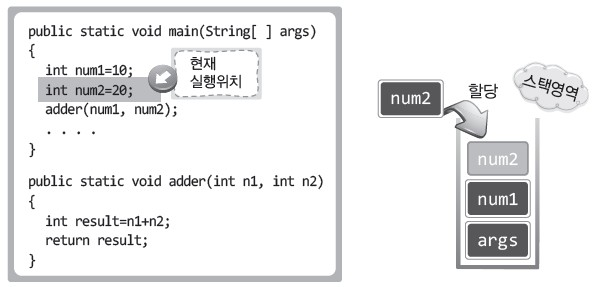 public static void main(String[ ] args)
{
int num1=10;
int num2=20;
adder(num1, num2);
. . . .
}
현재
실행위치
public static void adder(int n1, int n2)
{
int result=n1+n2;
return result;
}
num2
할당
스택영역
num2
num1
args